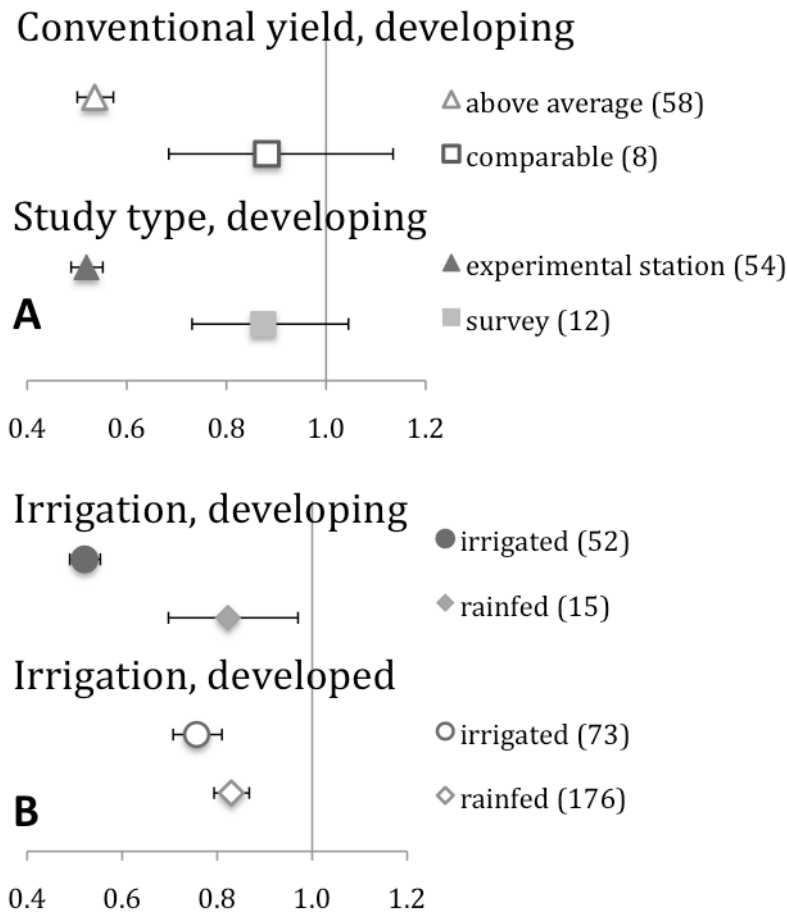 Conventional yield, developing
above average (58)
comparable (8)
Study type, developing
experimental station (54)
A
survey (12)
0.4 0.6 0.8 1.0 1.2
Irrigation, developing
irrigated (52)
rainfed (15)
Irrigation, developed
irrigated (73)
rainfed (176)
B
0.4 0.6 0.8 1.0 1.2